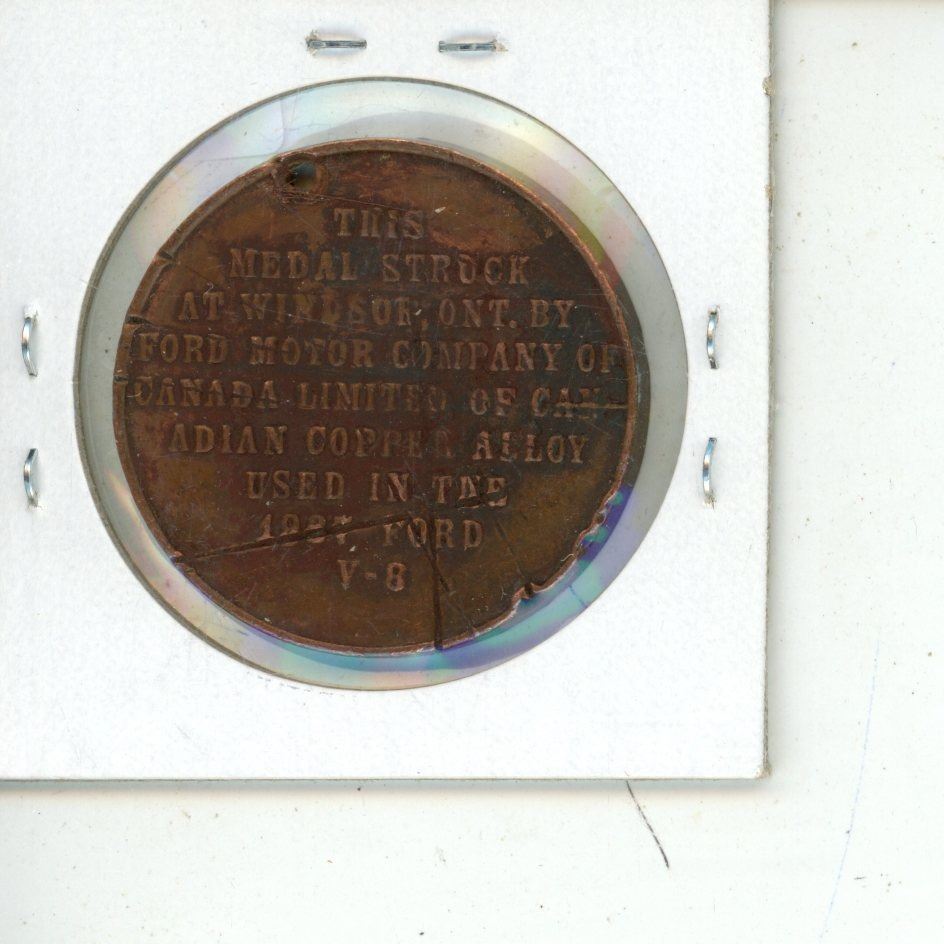 THIS
MEDAL STRUCK
AT WINDSOR, ONT. BY
FORD MOTOR COMPANY OF
CANADA LIMITED OF CAN-
ADIAN COPPER ALLOY
USED IN THE
1937 FORD
V-8